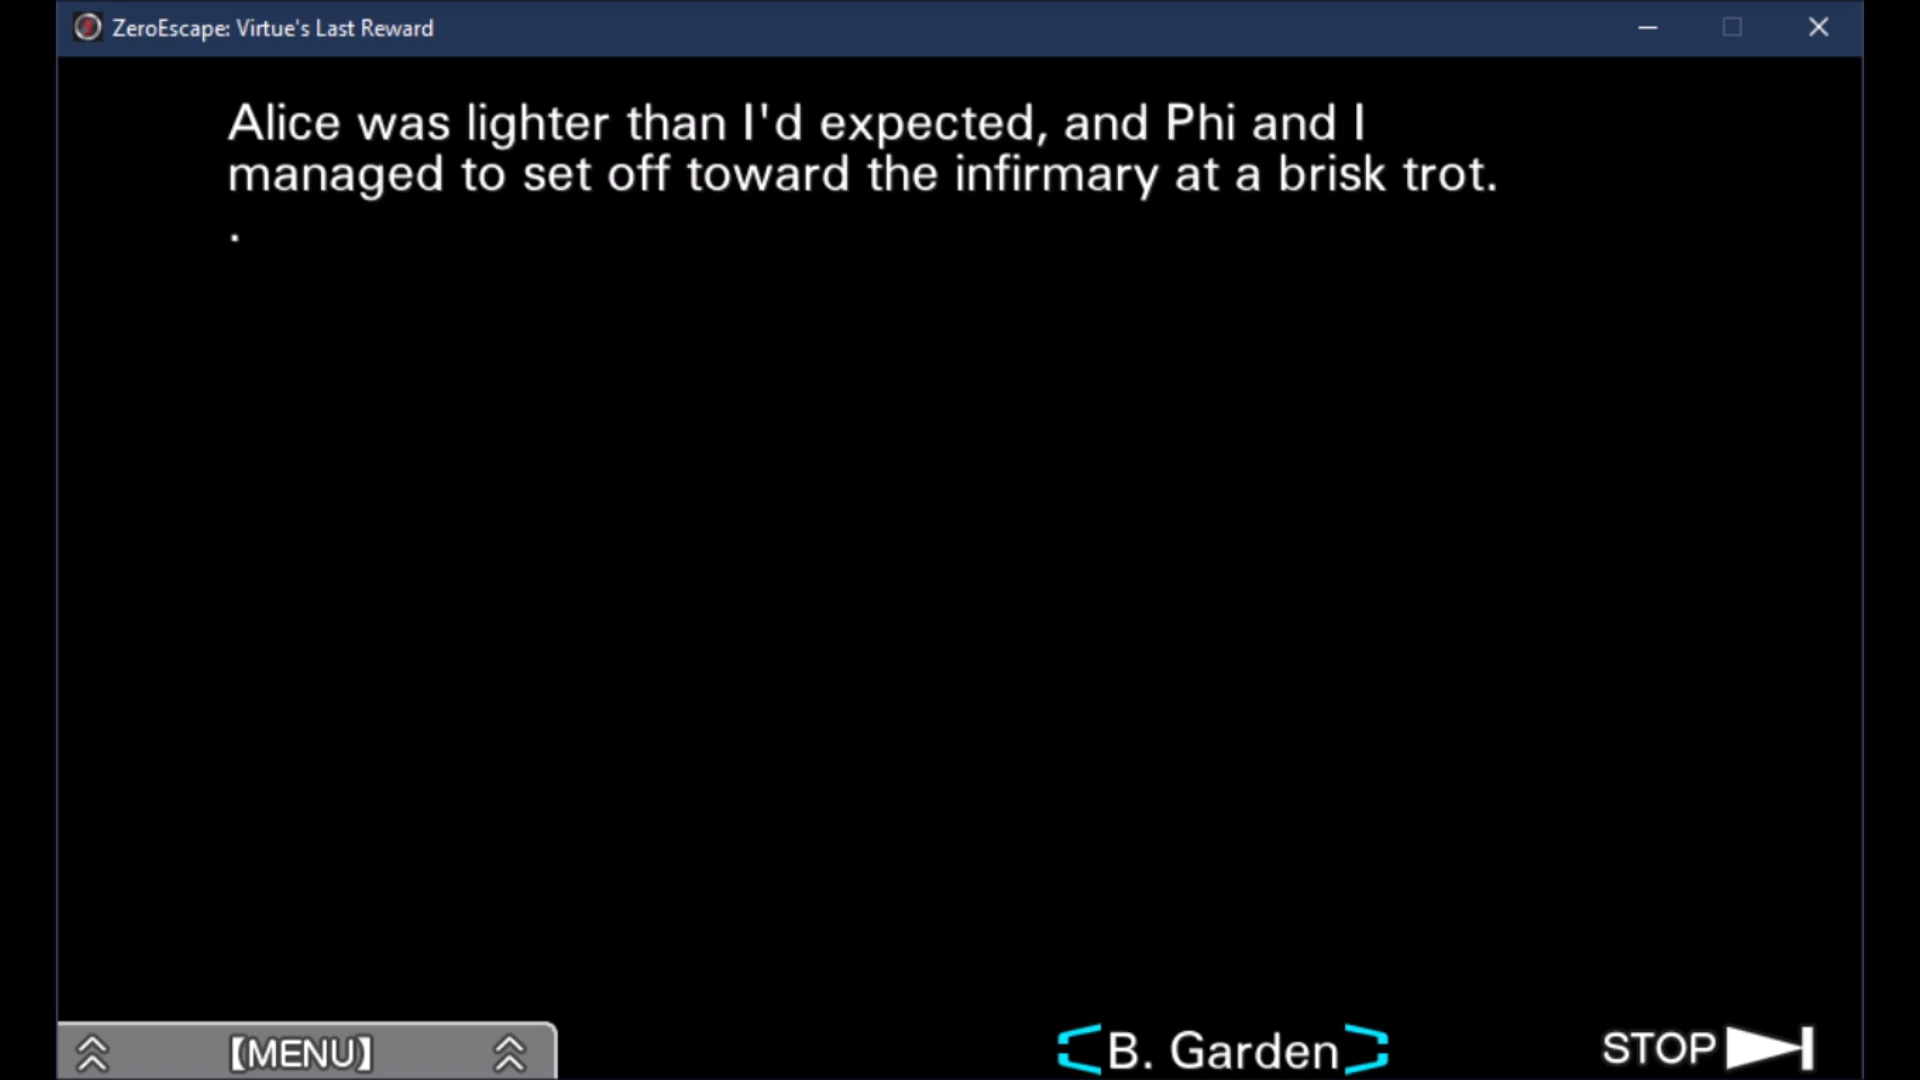 ZeroEscape: Virtue's Last Reward
Alice was lighter than I'd expected, and Phi and I
managed to set off toward the infirmary at a brisk trot.
.
【MENU】
B. Garden
STOP